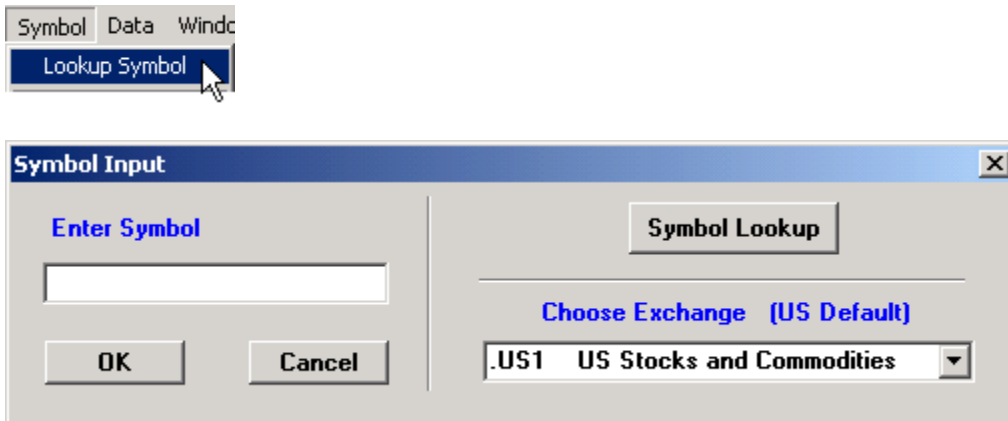 Symbol Data Windo
Lookup Symbol
Symbol Input
Enter Symbol
Symbol Lookup
Choose Exchange (US Default)
OK Cancel
.US1 US Stocks and Commodities